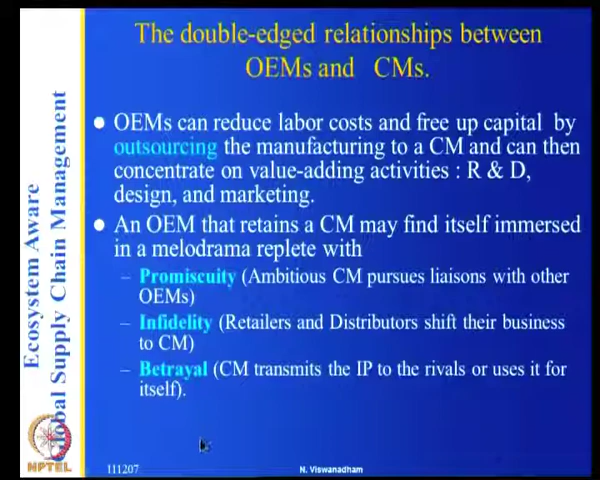 The double-edged relationships between
OEMs and CMs.
OEMs can reduce labor costs and free up capital by
outsourcing the manufacturing to a CM and can then
concentrate on value-adding activities : R & D,
design, and marketing.
An OEM that retains a CM may find itself immersed
in a melodrama replete with
– Promiscuity (Ambitious CM pursues liaisons with other
OEMs)
– Infidelity (Retailers and Distributors shift their business
to CM)
– Betrayal (CM transmits the IP to the rivals or uses it for
itself).
Ecosystem Aware
Global Supply Chain Management
NPTEL
111207
N. Viswanadham